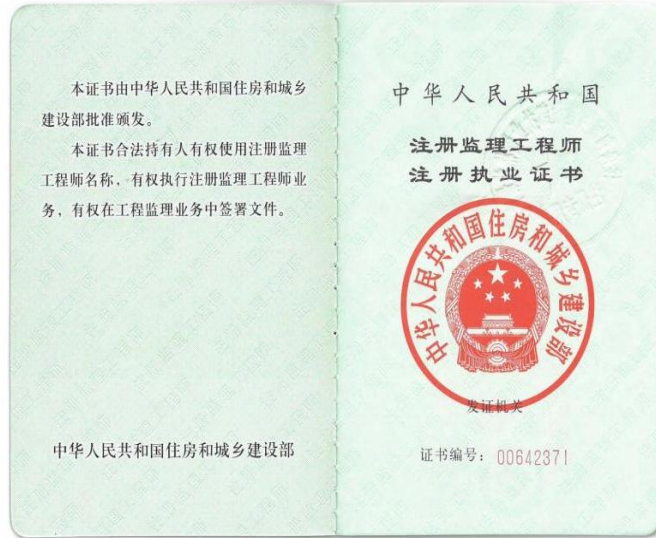 本证书由中华人民共和国住房和城乡
建设部批准颁发。
本证书合法持有人有权使用注册监理
工程师名称，有权执行注册监理工程师业
务，有权在工程监理业务中签署文件。
中华人民共和国住房和城乡建设部
中华人民共和国
注册监理工程师
注册执业证书
中华人民共和国住房和城乡建设部
发证机关
证书编号：00642371